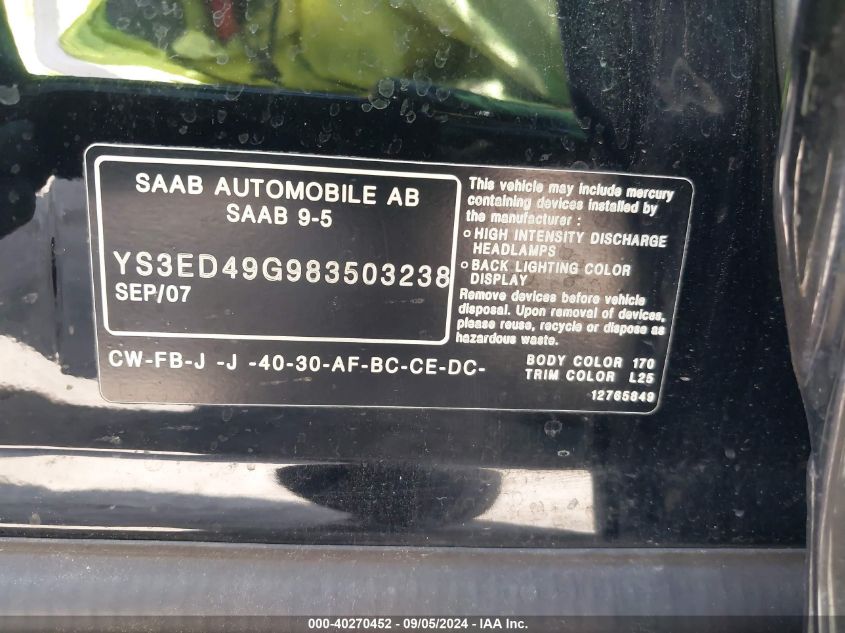 SAAB AUTOMOBILE AB
SAAB 9-5
YS3ED49G983503238
SEP/07
CW-FB-J -J -40-30-AF-BC-CE-DC-
This vehicle may include mercury
containing devices installed by
the manufacturer :
o HIGH INTENSITY DISCHARGE
HEADLAMPS
o BACK LIGHTING COLOR
DISPLAY
Remove devices before vehicle
disposal. Upon removal of devices,
please reuse, recycle or dispose as
hazardous waste.
BODY COLOR 170
TRIM COLOR L25
12765849
000-40270452 - 09/05/2024 - IAA Inc.